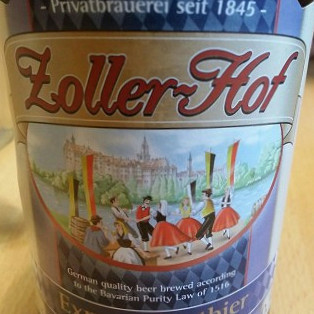 - Privatbrauerei seit 1845 -
Zoller-Hof
German quality beer brewed according
to the Bavarian Purity Law of 1516